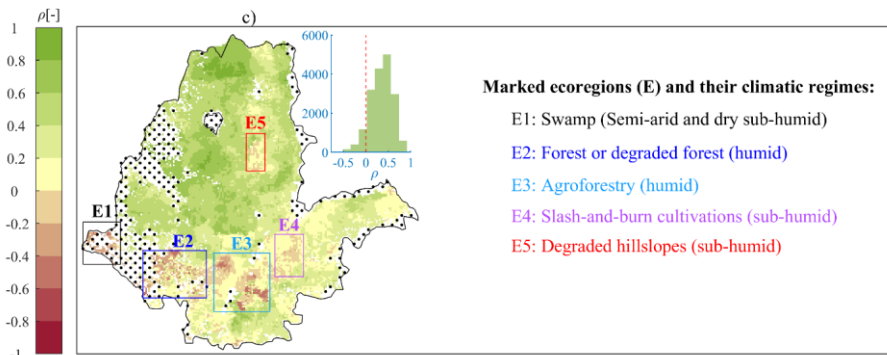 ρ[-]
c)
1
0.8
0.6
0.4
0.2
0
-0.2
-0.4
-0.6
-0.8
-1
6000
4000
2000
0
-0.5 0 0.5 1
ρ
E5
E1
E2
E3
E4
Marked ecoregions (E) and their climatic regimes:
E1: Swamp (Semi-arid and dry sub-humid)
E2: Forest or degraded forest (humid)
E3: Agroforestry (humid)
E4: Slash-and-burn cultivations (sub-humid)
E5: Degraded hillslopes (sub-humid)